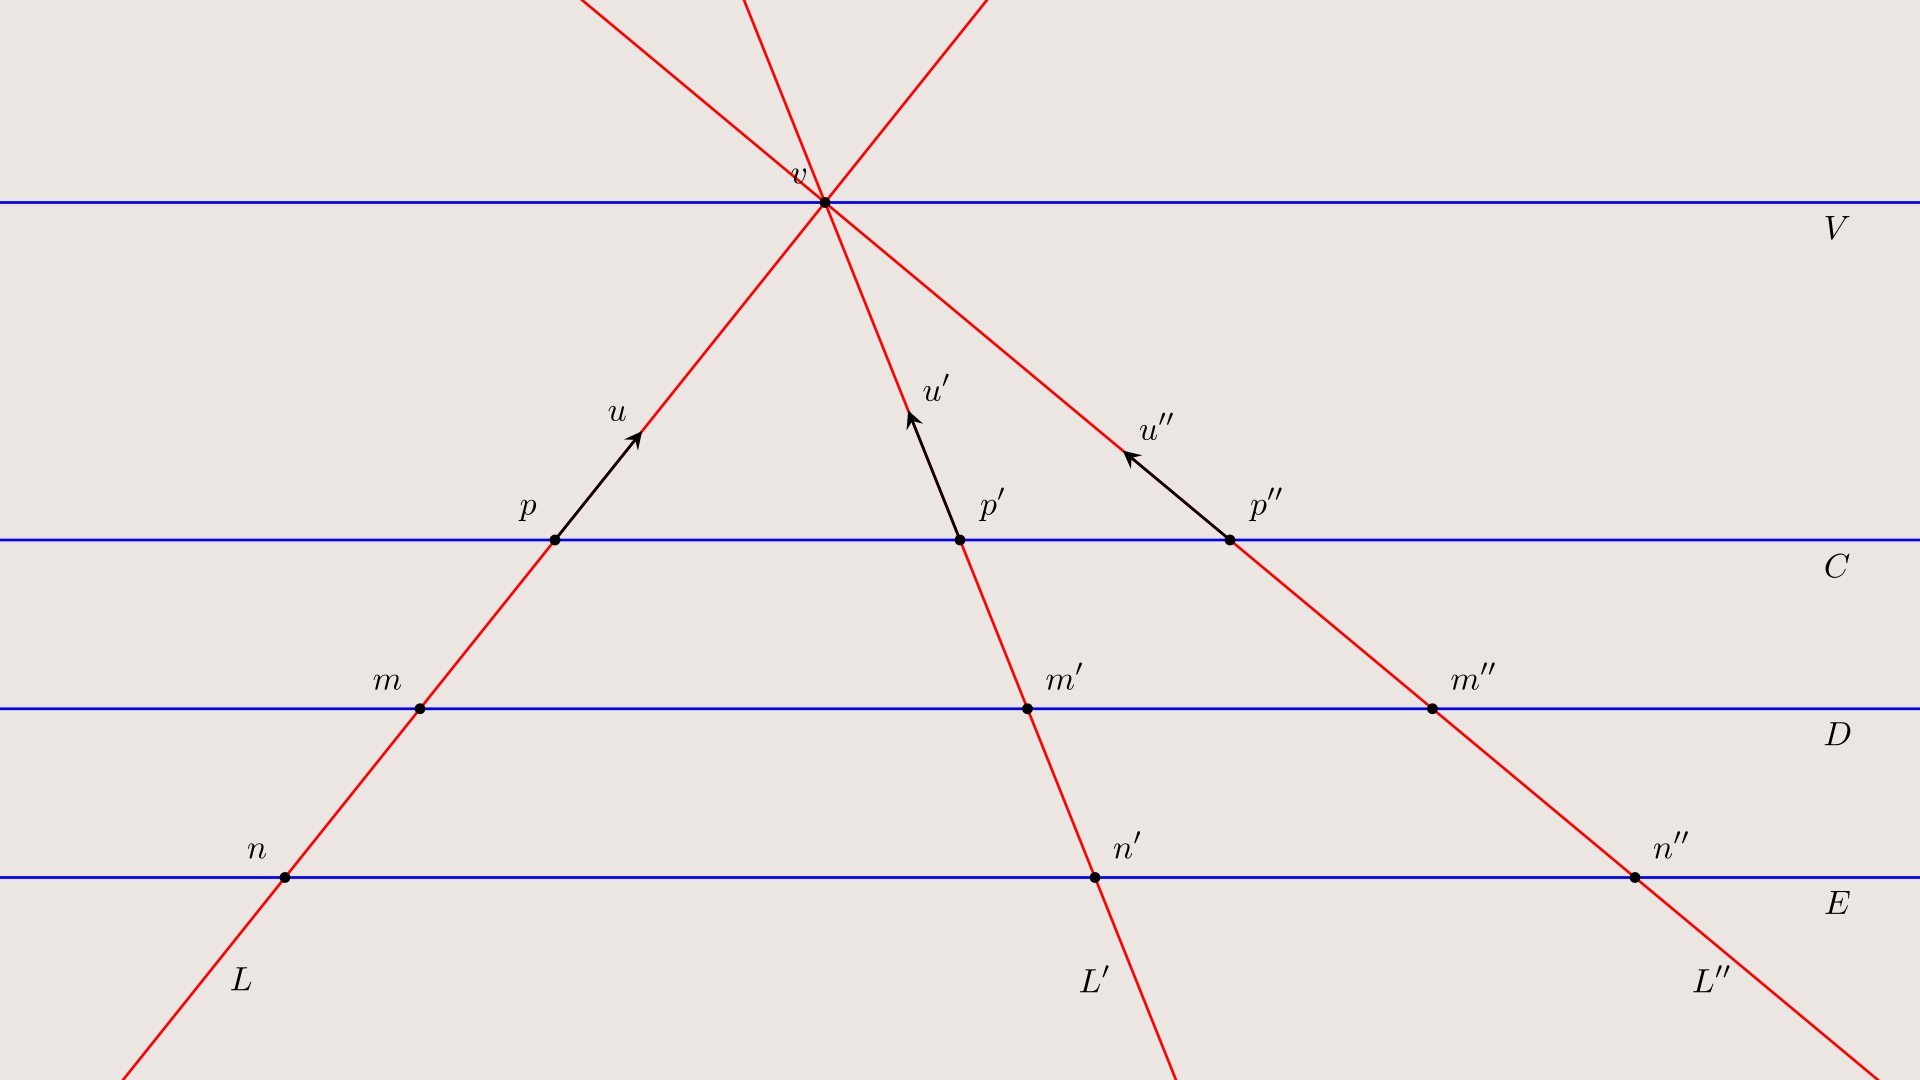 v
V
u u′ u″
p p′ p″
C
m m′ m″
D
n n′ n″
E
L L′ L″